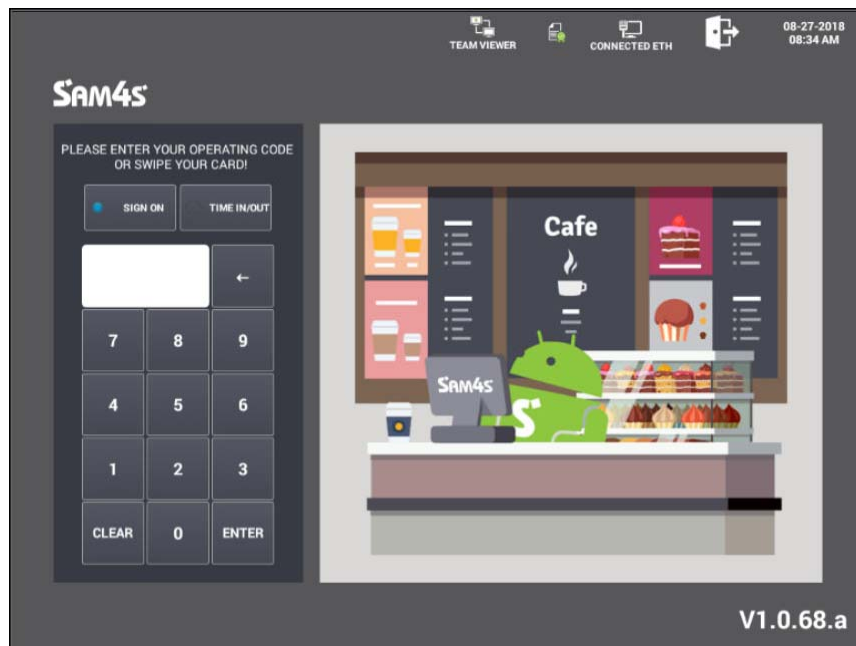 TEAM VIEWER
CONNECTED ETH
08-27-2018
08:34 AM
SAM4S
PLEASE ENTER YOUR OPERATING CODE
OR SWIPE YOUR CARD!
SIGN ON
TIME IN/OUT
←
7 8 9
4 5 6
1 2 3
CLEAR 0 ENTER
Cafe
SAM4S
S
V1.0.68.a